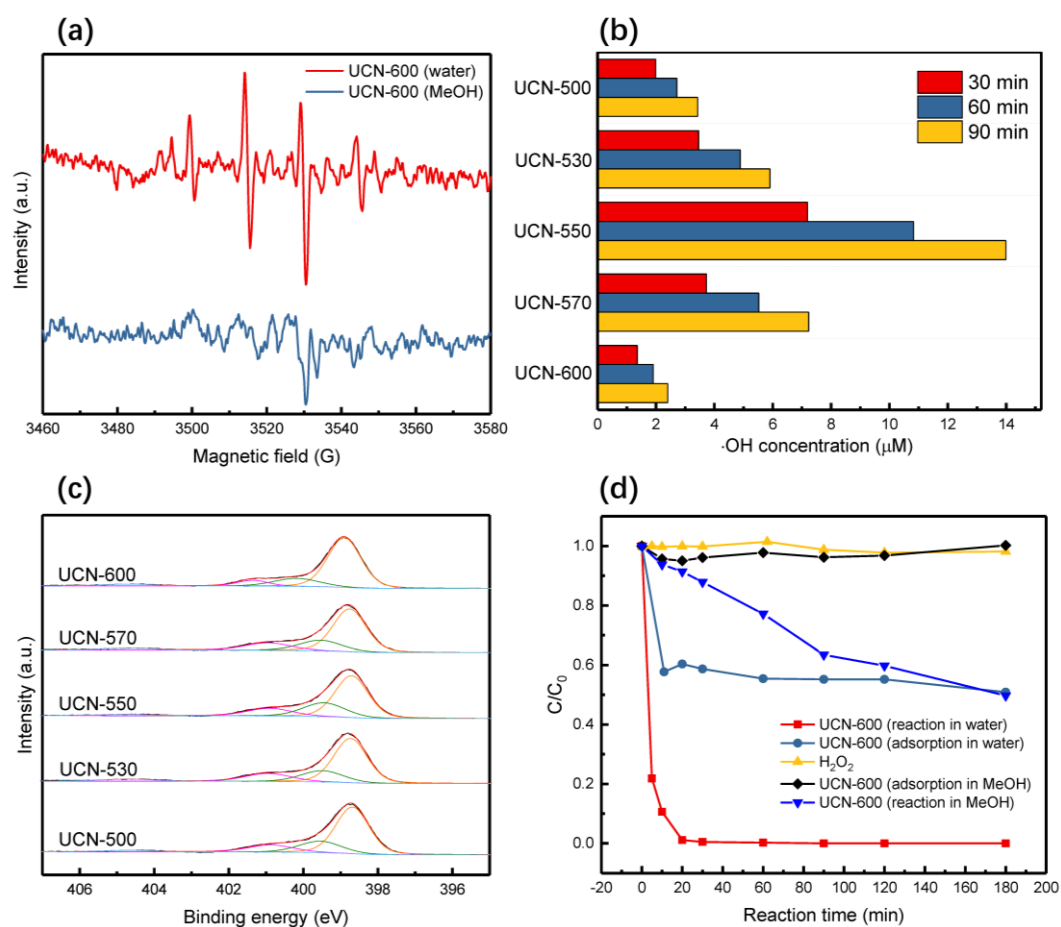 (a)
UCN-600 (water)
UCN-600 (MeOH)
Intensity (a.u.)
3460 3480 3500 3520 3540 3560 3580
Magnetic field (G)
(b)
UCN-500
UCN-530
UCN-550
UCN-570
UCN-600
30 min
60 min
90 min
0 2 4 6 8 10 12 14
·OH concentration (μM)
(c)
UCN-600
UCN-570
UCN-550
UCN-530
UCN-500
Intensity (a.u.)
406 404 402 400 398 396
Binding energy (eV)
(d)
C/C₀
1.0
0.8
0.6
0.4
0.2
0.0
UCN-600 (reaction in water)
UCN-600 (adsorption in water)
H₂O₂
UCN-600 (adsorption in MeOH)
UCN-600 (reaction in MeOH)
-20 0 20 40 60 80 100 120 140 160 180 200
Reaction time (min)